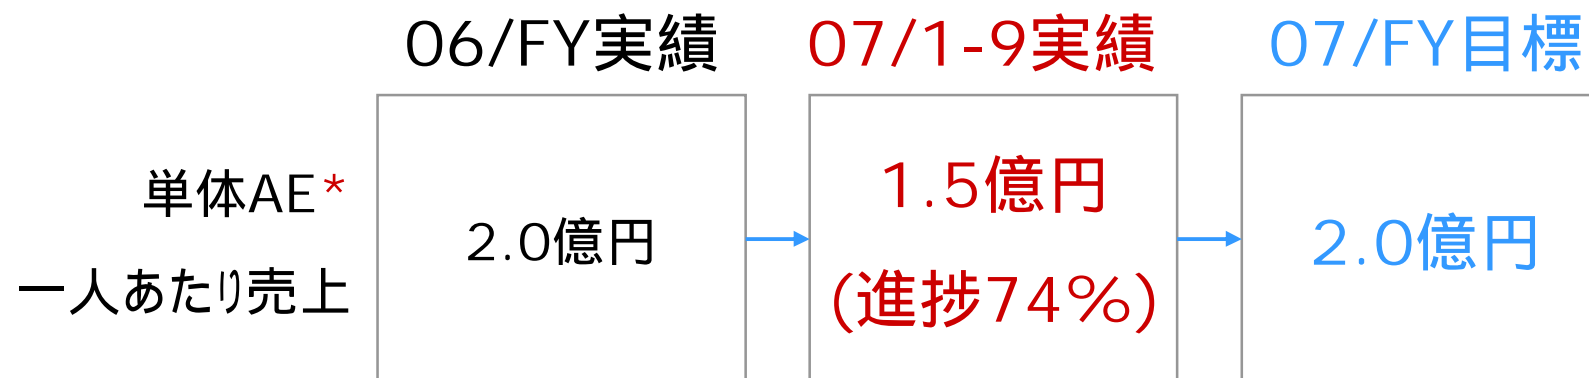 06/FY実績 07/1-9実績 07/FY目標
単体AE*
一人あたり売上
2.0億円
1.5億円
(進捗74%)
2.0億円